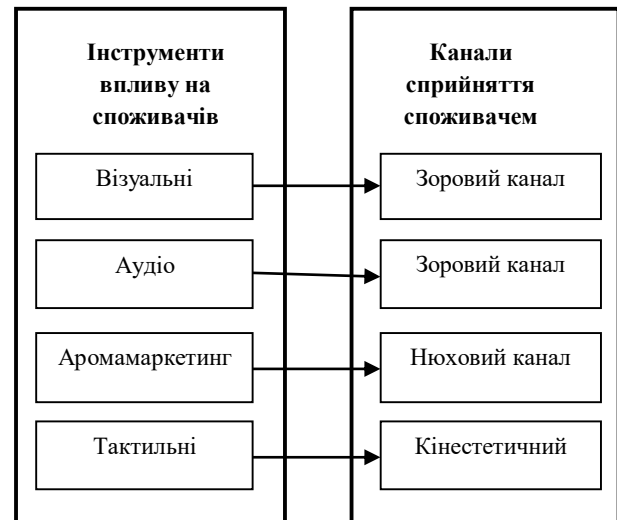 Інструменти
впливу на
споживачів
Візуальні
Аудіо
Аромамаркетинг
Тактильні
Канали
сприйняття
споживачем
Зоровий канал
Зоровий канал
Нюховий канал
Кінестетичний